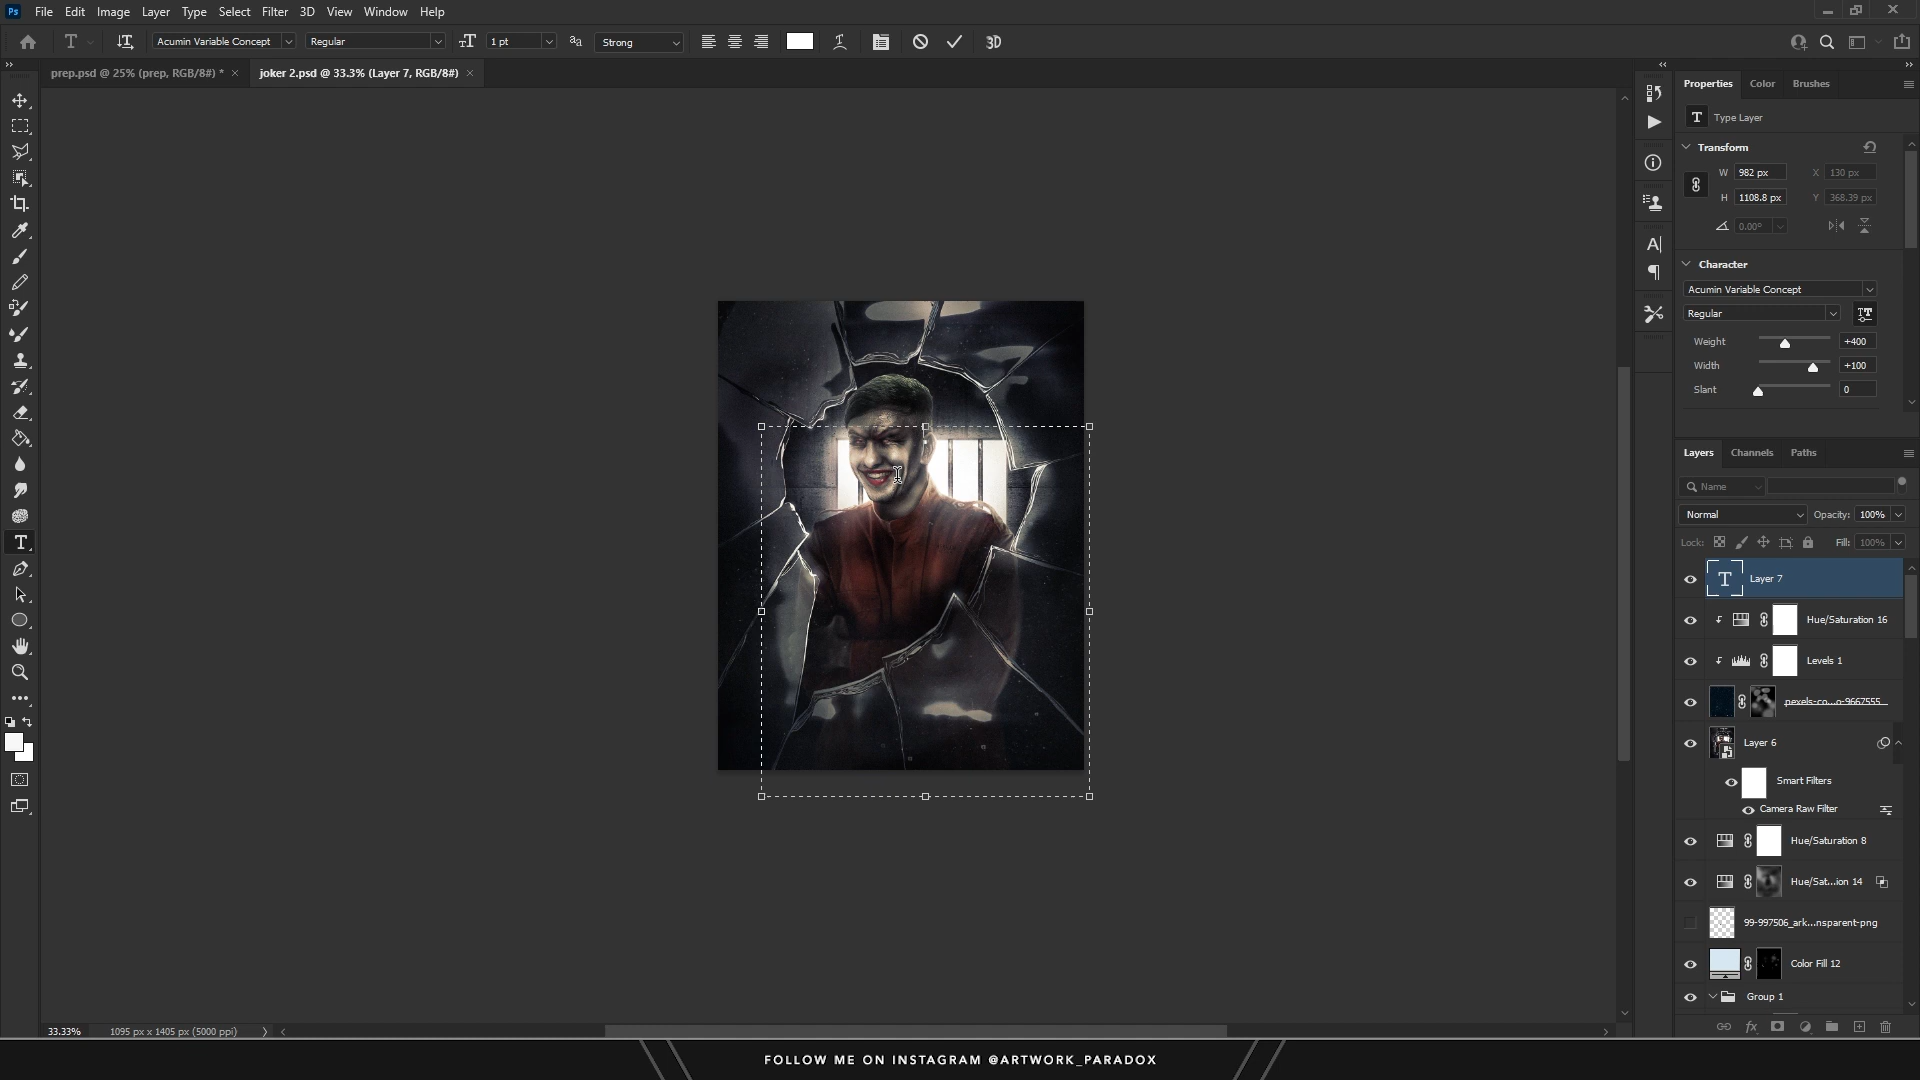 Ps File Edit Image Layer Type Select Filter 3D View Window Help
Acumin Variable Concept Regular 1 pt Strong 3D
prep.psd @ 25% (prep, RGB/8#) * × joker 2.psd @ 33.3% (Layer 7, RGB/8#) ×
Properties Color Brushes
T Type Layer
Transform
W 982 px X 130 px
H 1108.8 px Y 368.39 px
0.00°
Character
Acumin Variable Concept
Regular
Weight +400
Width +100
Slant 0
Layers Channels Paths
Name
Normal Opacity: 100%
Lock: Fill: 100%
T Layer 7
Hue/Saturation 16
Levels 1
pexels-co...o-9667555...
Layer 6
Smart Filters
Camera Raw Filter
Hue/Saturation 8
Hue/Sat...ion 14
99-997506_ark...nsparent-png
Color Fill 12
Group 1
33.33% 1095 px x 1405 px (5000 ppi)
FOLLOW ME ON INSTAGRAM @ARTWORK_PARADOX